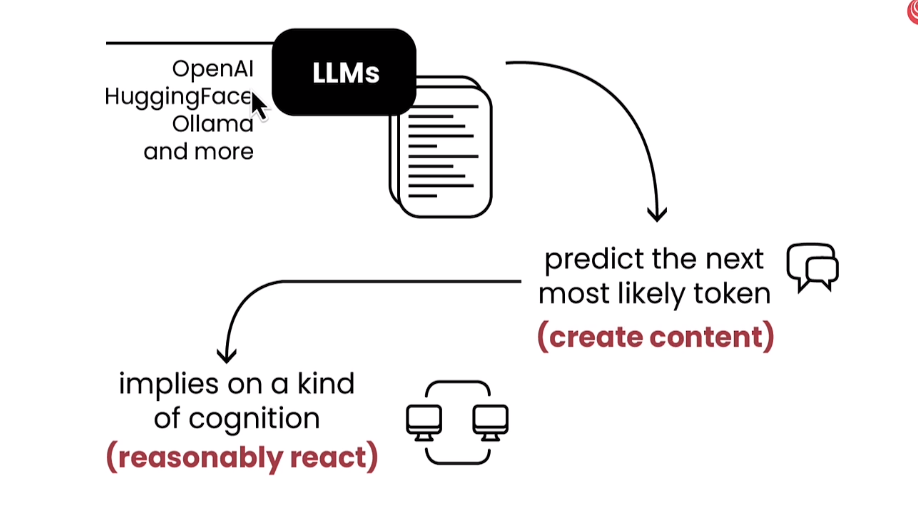 LLMs
OpenAI
HuggingFace
Ollama
and more
predict the next
most likely token
(create content)
implies on a kind
of cognition
(reasonably react)